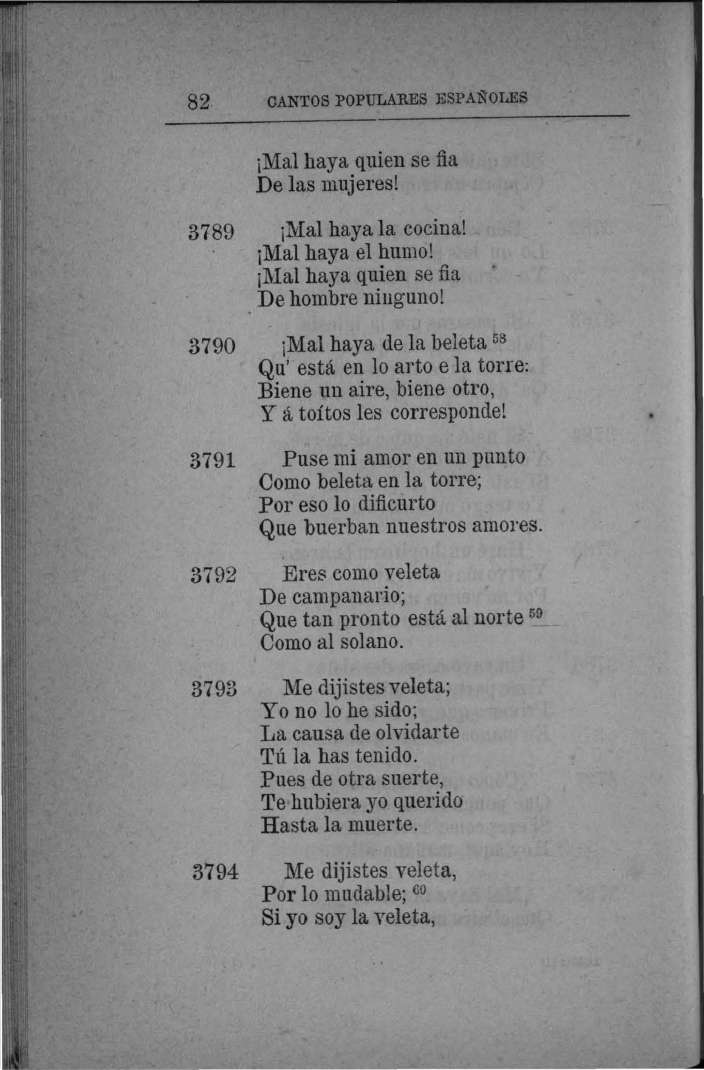 82 CANTOS POPULARES ESPAÑOLES
¡Mal haya quien se fia
De las mujeres!
3789 ¡Mal haya la cocina!
¡Mal haya el humo!
¡Mal haya quien se fia
De hombre ninguno!
3790 ¡Mal haya de la beleta 58
Qu' está en lo arto e la torre:
Biene un aire, biene otro,
Y á toítos les corresponde!
3791 Puse mi amor en un punto
Como beleta en la torre;
Por eso lo dificurto
Que buerban nuestros amores.
3792 Eres como veleta
De campanario;
Que tan pronto está al norte 59
Como al solano.
3793 Me dijistes veleta;
Yo no lo he sido;
La causa de olvidarte
Tú la has tenido.
Pues de otra suerte,
Te hubiera yo querido
Hasta la muerte.
3794 Me dijistes veleta,
Por lo mudable; 60
Si yo soy la veleta,